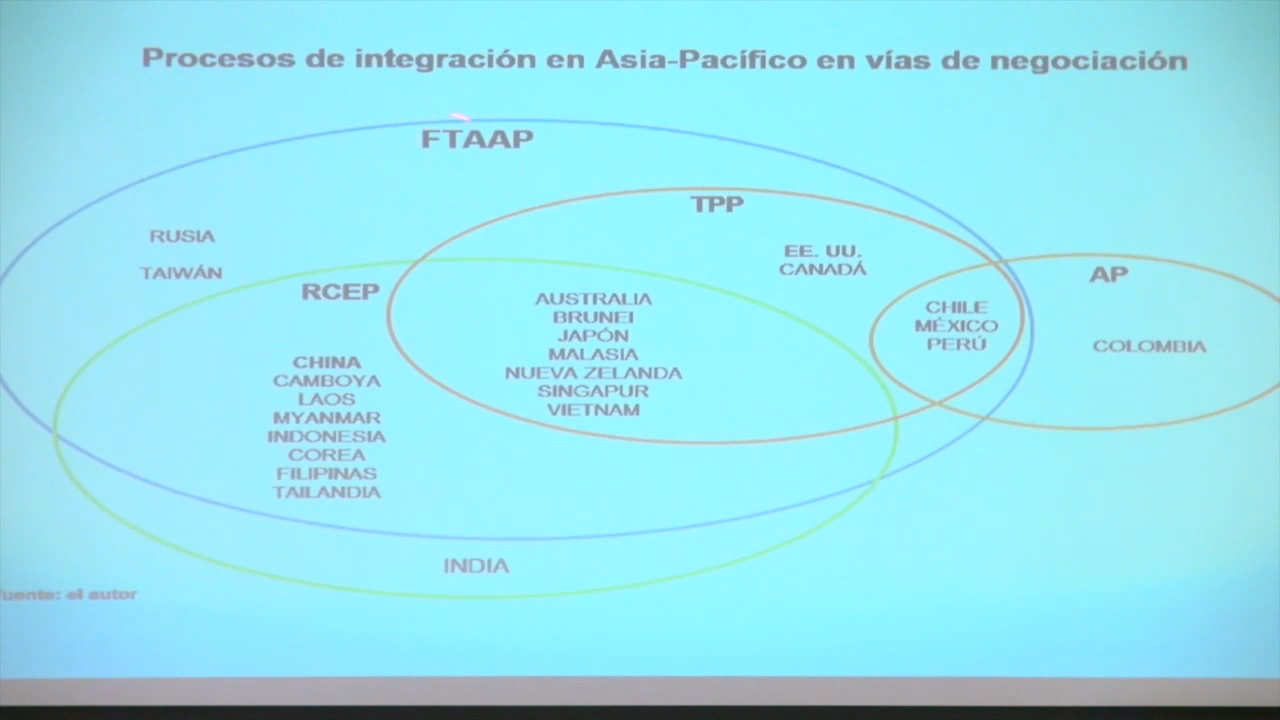 Procesos de integración en Asia-Pacífico en vías de negociación
FTAAP
TPP
RUSIA
TAIWÁN
EE. UU.
CANADÁ
AP
RCEP
AUSTRALIA
BRUNEI
JAPÓN
MALASIA
NUEVA ZELANDA
SINGAPUR
VIETNAM
CHILE
MÉXICO
PERÚ
COLOMBIA
CHINA
CAMBOYA
LAOS
MYANMAR
INDONESIA
COREA
FILIPINAS
TAILANDIA
INDIA
uente: el autor